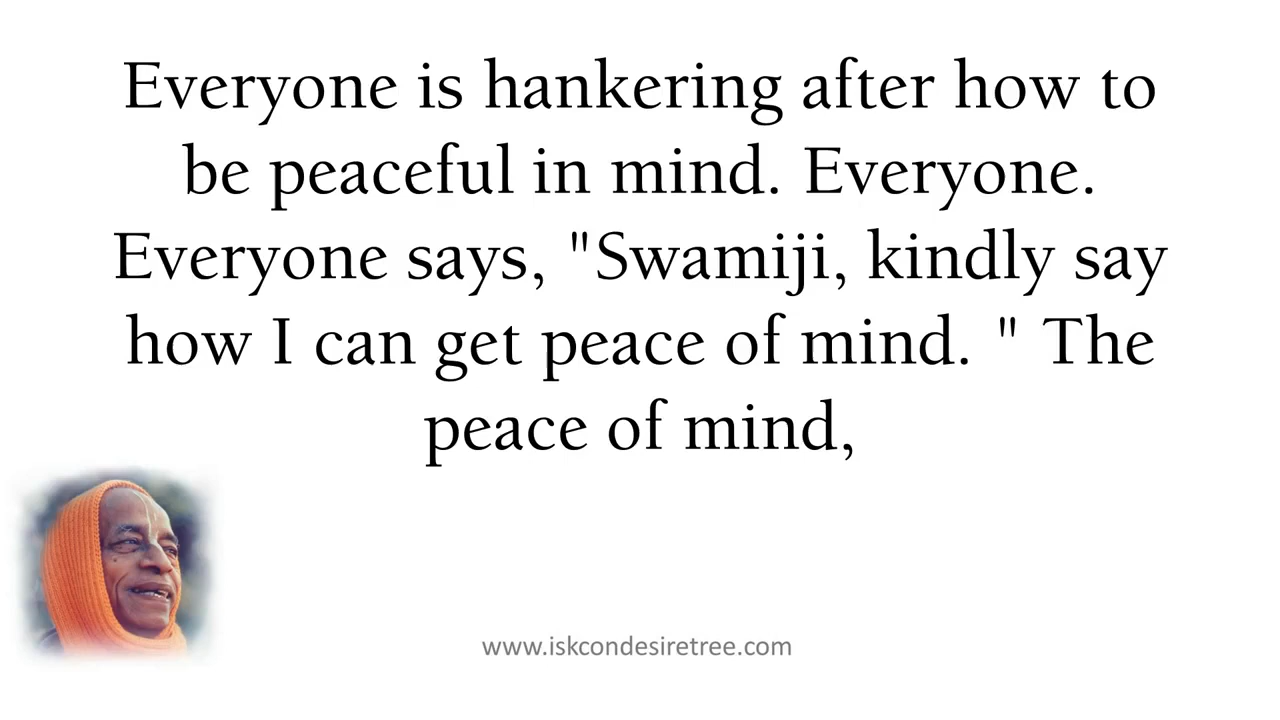 Everyone is hankering after how to
be peaceful in mind. Everyone.
Everyone says, "Swamiji, kindly say
how I can get peace of mind. " The
peace of mind,
www.iskcondesiretree.com